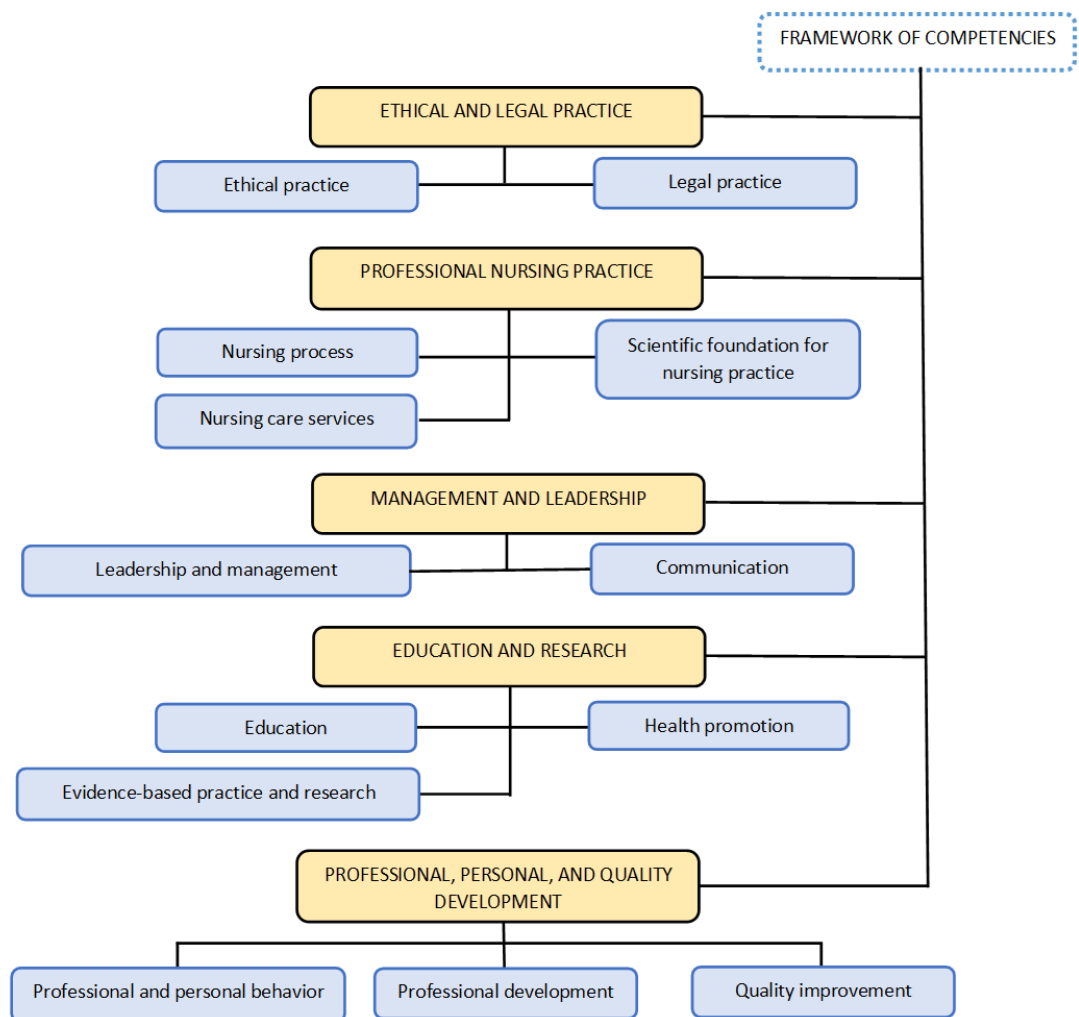 FRAMEWORK OF COMPETENCIES
ETHICAL AND LEGAL PRACTICE
Ethical practice
Legal practice
PROFESSIONAL NURSING PRACTICE
Nursing process
Scientific foundation for
nursing practice
Nursing care services
MANAGEMENT AND LEADERSHIP
Leadership and management
Communication
EDUCATION AND RESEARCH
Education
Health promotion
Evidence-based practice and research
PROFESSIONAL, PERSONAL, AND QUALITY
DEVELOPMENT
Professional and personal behavior
Professional development
Quality improvement